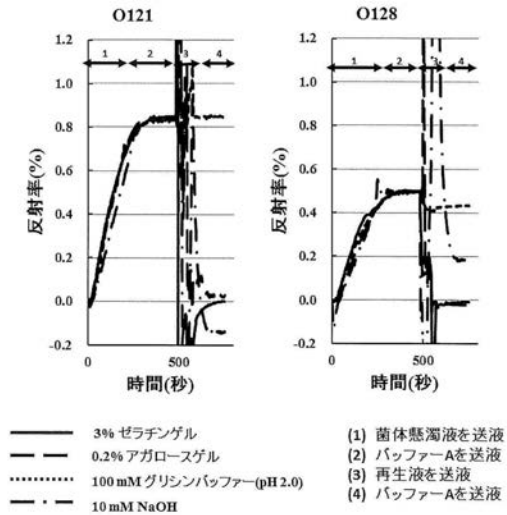 O121
1.2
1.0
0.8
0.6
0.4
0.2
0.0
-0.2
1
2
3
4
反射率(%)
0
500
時間(秒)
O128
1.2
1.0
0.8
0.6
0.4
0.2
0.0
-0.2
1
2
3
4
反射率(%)
0
500
時間(秒)
3% ゼラチンゲル
0.2% アガロースゲル
100 mM グリシンバッファー(pH 2.0)
10 mM NaOH
(1) 菌体懸濁液を送液
(2) バッファーAを送液
(3) 再生液を送液
(4) バッファーAを送液